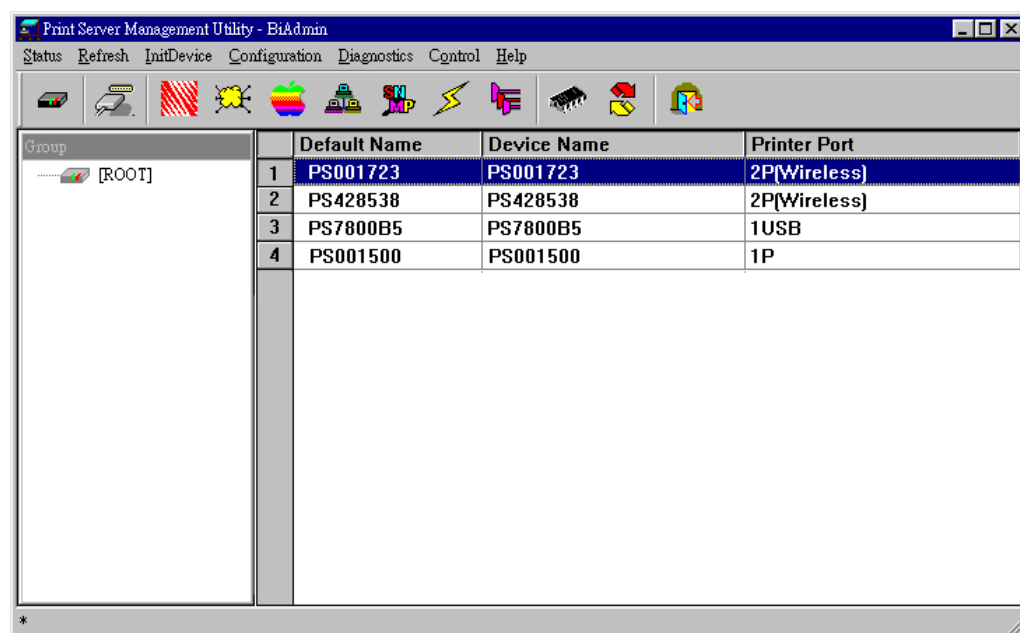 Print Server Management Utility - BiAdmin
Status Refresh InitDevice Configuration Diagnostics Control Help
SN MP
Group
[ROOT]
Default Name Device Name Printer Port
1 PS001723 PS001723 2P(Wireless)
2 PS428538 PS428538 2P(Wireless)
3 PS7800B5 PS7800B5 1USB
4 PS001500 PS001500 1P
*